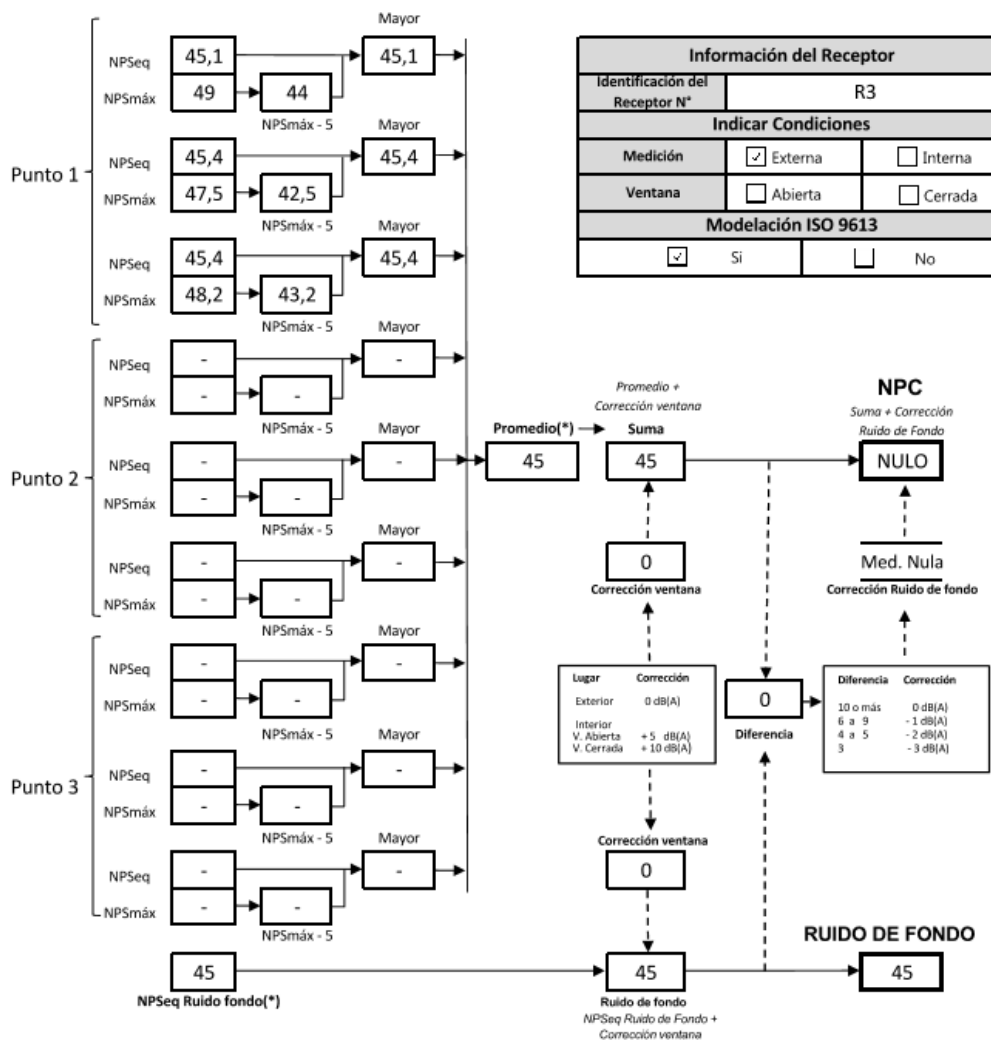 Mayor
NPSeq 45,1 45,1
NPSmáx 49 44
NPSmáx - 5
Mayor
Punto 1
NPSeq 45,4 45,4
NPSmáx 47,5 42,5
NPSmáx - 5
Mayor
NPSeq 45,4 45,4
NPSmáx 48,2 43,2
NPSmáx - 5
Mayor
NPSeq - -
NPSmáx - -
NPSmáx - 5
Mayor
Punto 2
NPSeq - -
NPSmáx - -
NPSmáx - 5
Mayor
NPSeq - -
NPSmáx - -
NPSmáx - 5
Mayor
NPSeq - -
NPSmáx - -
NPSmáx - 5
Mayor
Punto 3
NPSeq - -
NPSmáx - -
NPSmáx - 5
Mayor
NPSeq - -
NPSmáx - -
NPSmáx - 5
45
NPSeq Ruido fondo(*)
Información del Receptor
Identificación del
Receptor N°
R3
Indicar Condiciones
Medición ✓ Externa Interna
Ventana Abierta Cerrada
Modelación ISO 9613
✓ Si No
Promedio(*)
45
Promedio +
Corrección ventana
Suma
45
NPC
Suma + Corrección
Ruido de Fondo
NULO
0
Corrección ventana
Med. Nula
Corrección Ruido de fondo
Lugar Corrección
Exterior 0 dB(A)
Interior
V. Abierta + 5 dB(A)
V. Cerrada + 10 dB(A)
0
Diferencia
Diferencia Corrección
10 o más 0 dB(A)
6 a 9 - 1 dB(A)
4 a 5 - 2 dB(A)
3 - 3 dB(A)
Corrección ventana
0
45
Ruido de fondo
NPSeq Ruido de Fondo +
Corrección ventana
RUIDO DE FONDO
45